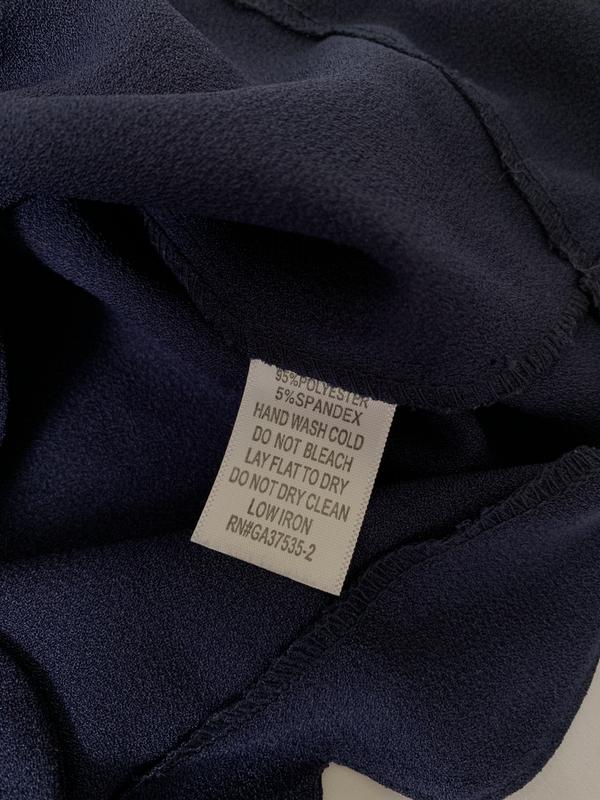 95%POLYESTER
5%SPANDEX
HAND WASH COLD
DO NOT BLEACH
LAY FLAT TO DRY
DO NOT DRY CLEAN
LOW IRON
RN#GA37535-2